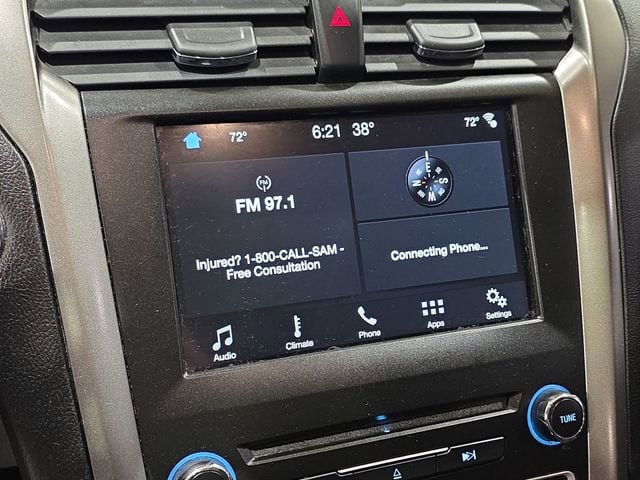 72° 6:21 38° 72°
FM 97.1
Injured? 1-800-CALL-SAM -
Free Consultation
E
N S
W
Connecting Phone...
Audio Climate Phone Apps Settings
TUNE